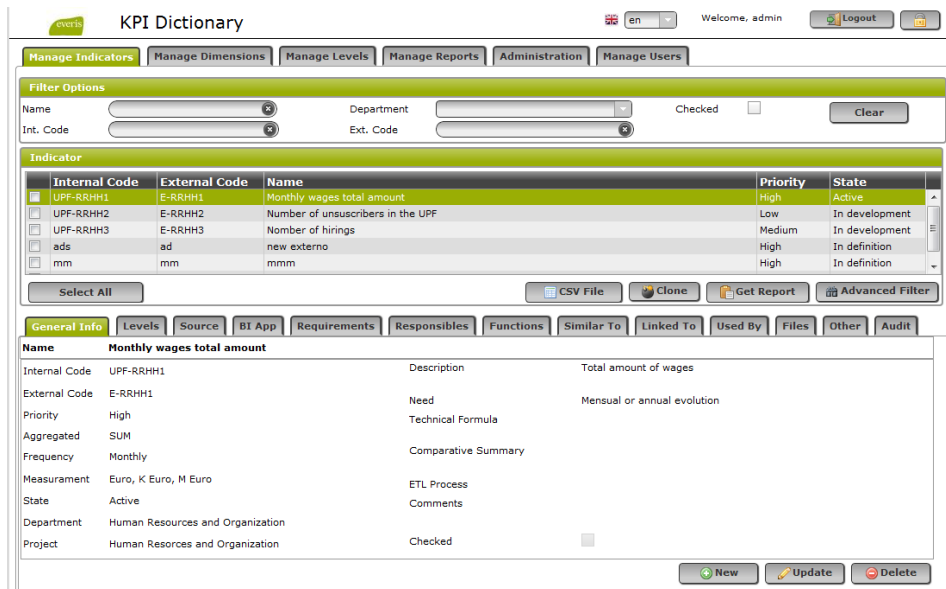 everis KPI Dictionary en Welcome, admin Logout
Manage Indicators Manage Dimensions Manage Levels Manage Reports Administration Manage Users
Filter Options
Name Department Checked Clear
Int. Code Ext. Code
Indicator
Internal Code External Code Name Priority State
UPF-RRHH1 E-RRHH1 Monthly wages total amount High Active
UPF-RRHH2 E-RRHH2 Number of unsuscribers in the UPF Low In development
UPF-RRHH3 E-RRHH3 Nomber of hirings Medium In development
ads ad new externo High In definition
mm mm mmm High In definition
Select All CSV File Clone Get Report Advanced Filter
General Info Levels Source BI App Requirements Responsibles Functions Similar To Linked To Used By Files Other Audit
Name Monthly wages total amount
Internal Code UPF-RRHH1 Description Total amount of wages
External Code E-RRHH1 Need Mensual or annual evolution
Priority High Technical Formula
Aggregated SUM
Frequency Monthly Comparative Summary
Measurament Euro, K Euro, M Euro ETL Process
State Active Comments
Department Human Resources and Organization
Project Human Resorces and Organization Checked
New Update Delete